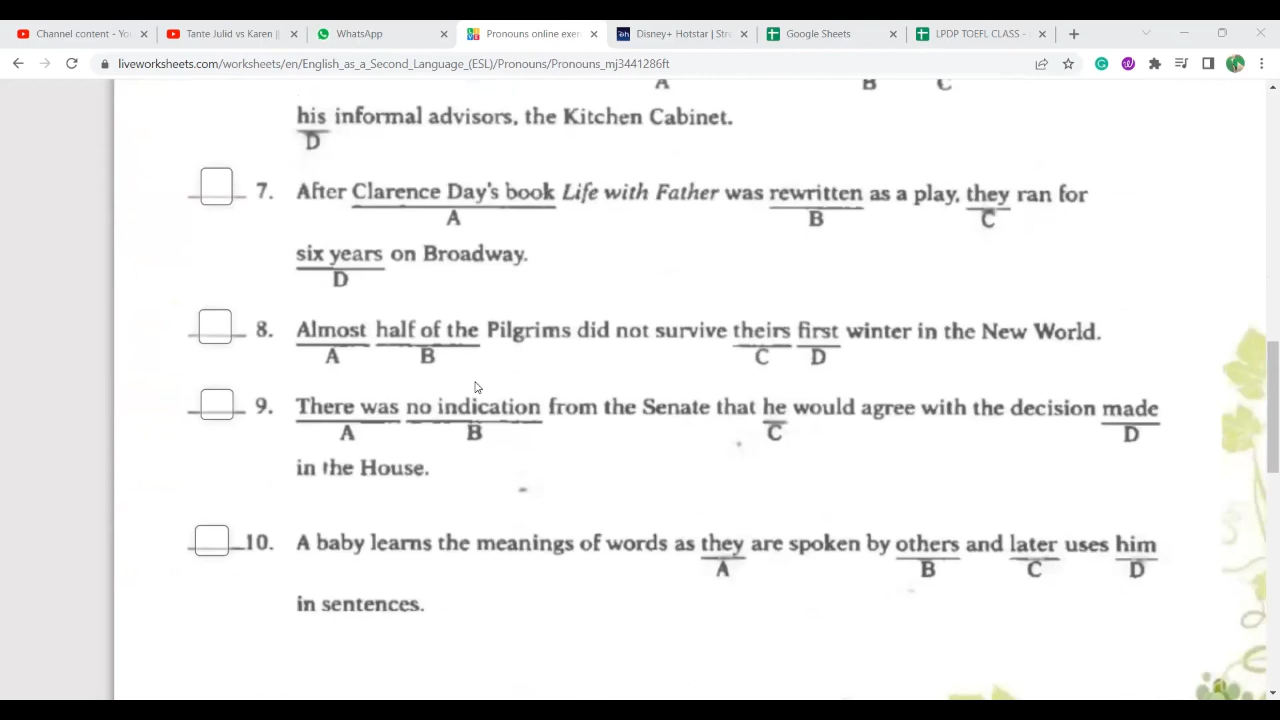 Channel content - Yo
Tante Julid vs Karen ||
WhatsApp
Pronouns online exer
Disney+ Hotstar | Stre
Google Sheets
LPDP TOEFL CLASS -
liveworksheets.com/worksheets/en/English_as_a_Second_Language_(ESL)/Pronouns/Pronouns_mj3441286ft
A B C
his informal advisors, the Kitchen Cabinet.
D
7. After Clarence Day's book Life with Father was rewritten as a play, they ran for
A B C
six years on Broadway.
D
8. Almost half of the Pilgrims did not survive theirs first winter in the New World.
A B C D
9. There was no indication from the Senate that he would agree with the decision made
A B C D
in the House.
10. A baby learns the meanings of words as they are spoken by others and later uses him
A B C D
in sentences.